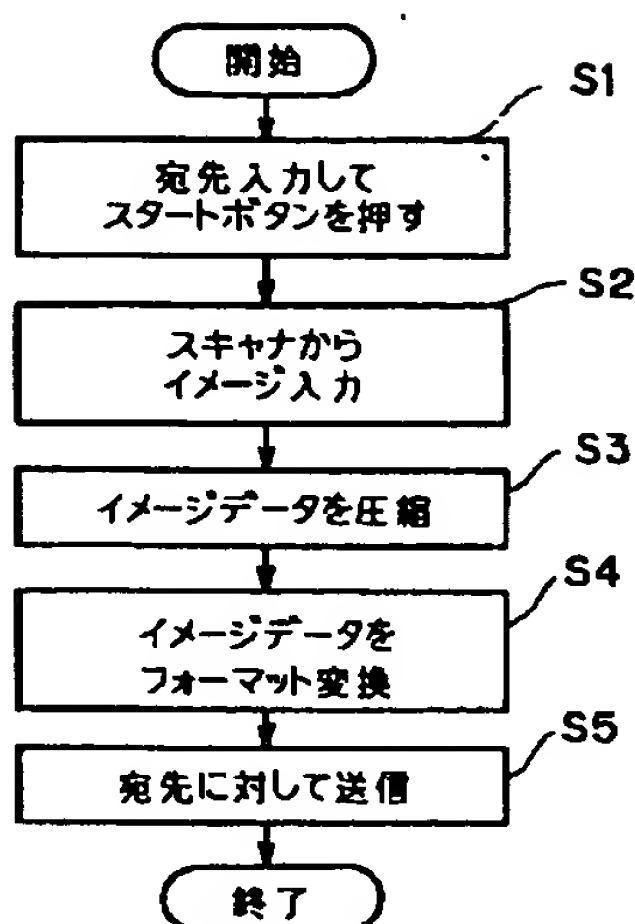 開始
S1
宛先入力して
スタートボタンを押す
S2
スキャナから
イメージ入力
S3
イメージデータを圧縮
S4
イメージデータを
フォーマット変換
S5
宛先に対して送信
終了